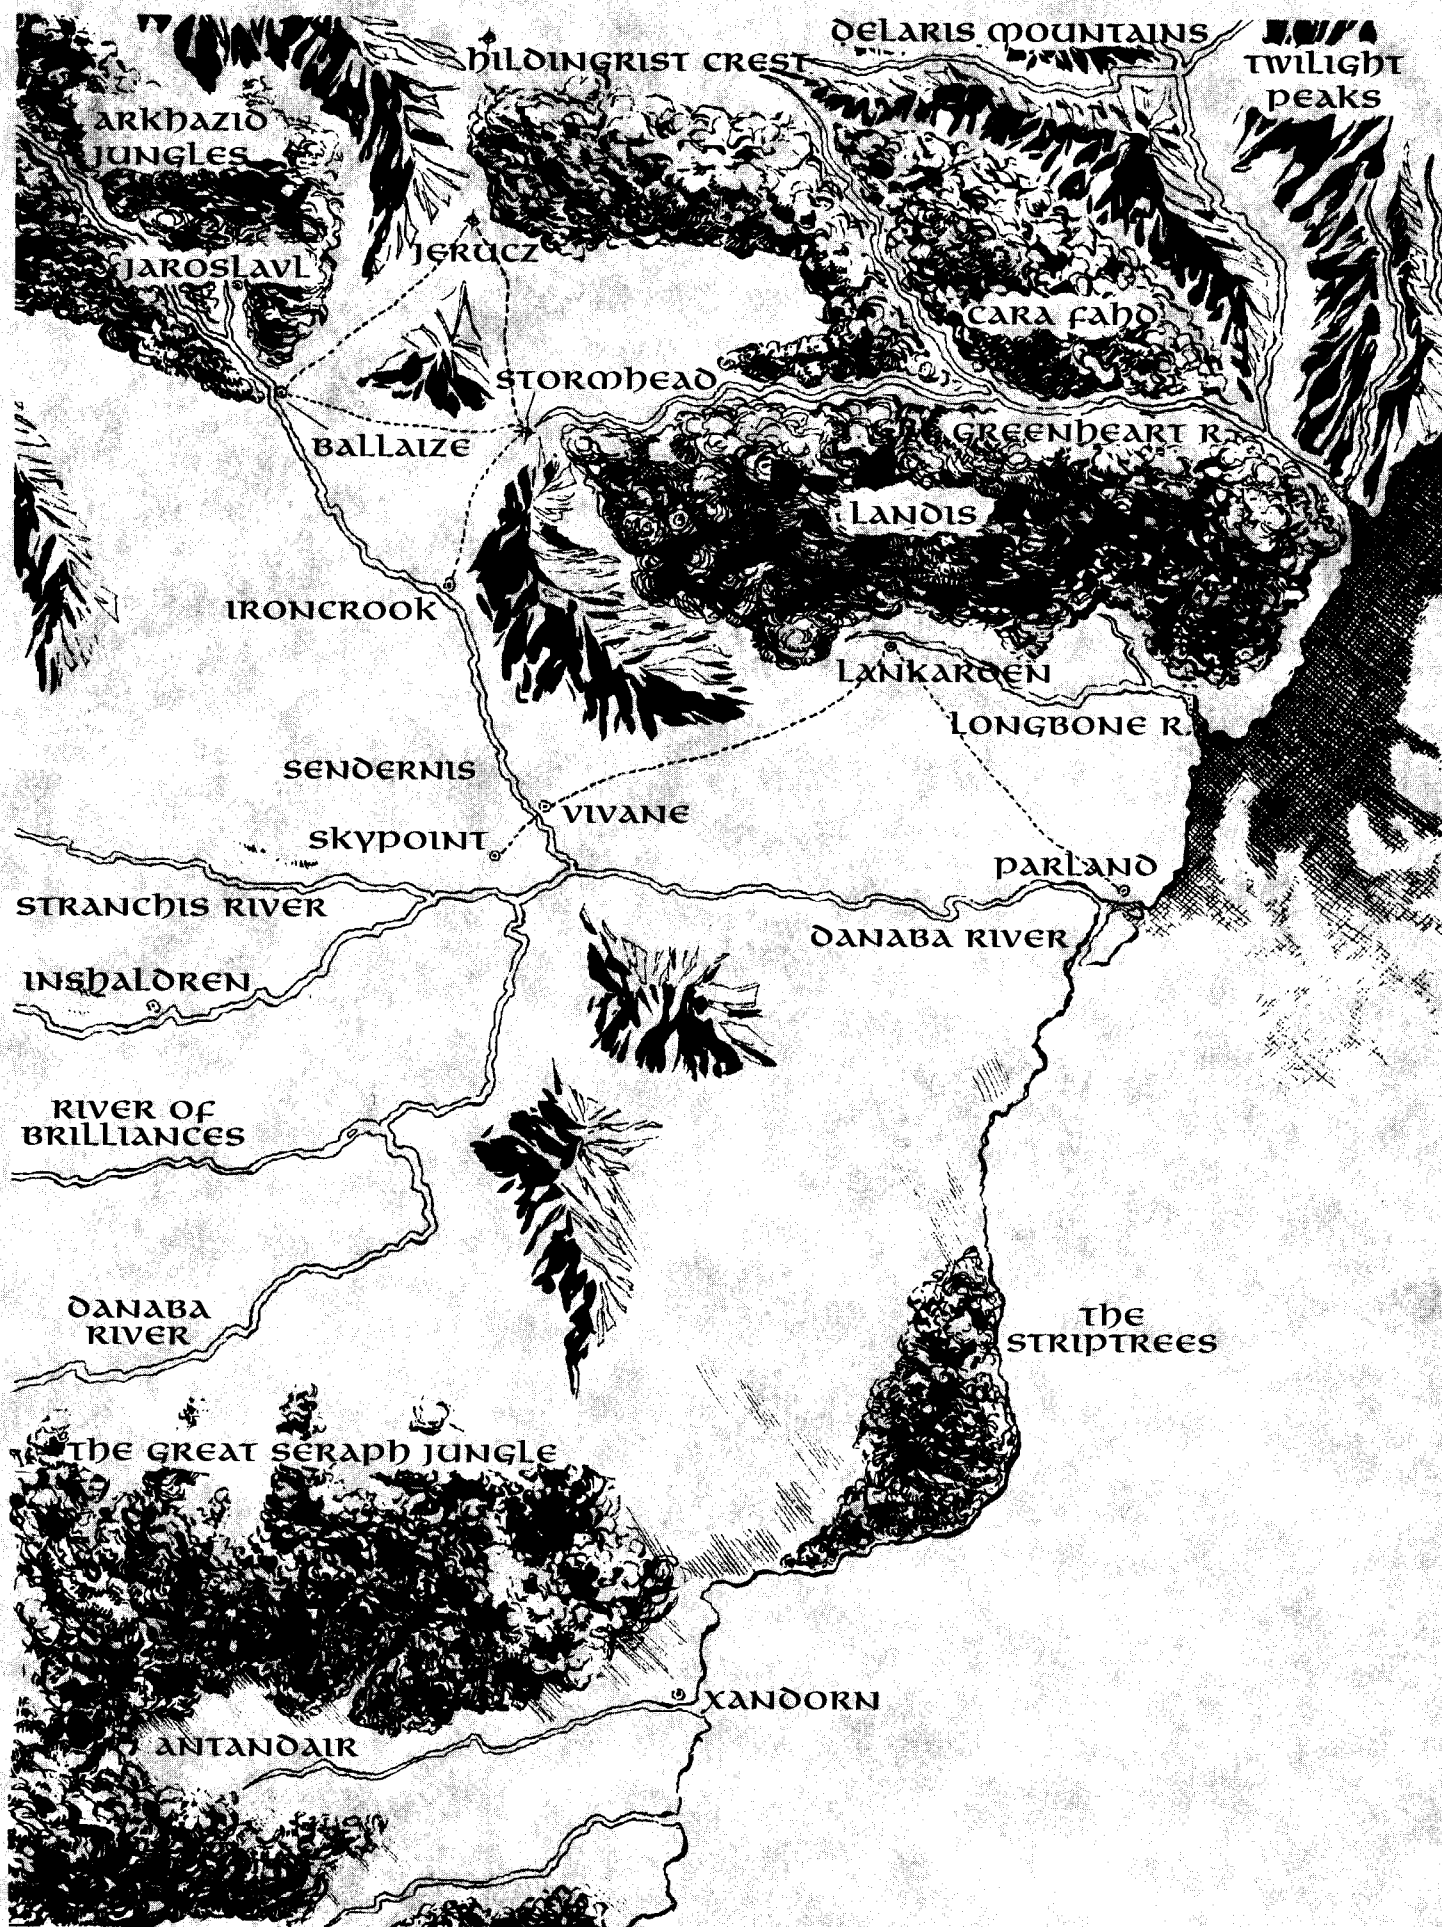 DELARIS MOUNTAINS
HILDINGRIST CREST
TWILIGHT
PEAKS
ARKHAZID
JUNGLES
JERUCZ
JAROSLAVL
CARA FAHD
STORMHEAD
BALLAIZE
GREENHEART R.
LANDIS
IRONCROOK
LANKARDEN
LONGBONE R.
SENDERNIS
VIVANE
SKYPOINT
PARLAND
STRANCHIS RIVER
DANABA RIVER
INSHALDREN
RIVER OF
BRILLIANCES
DANABA
RIVER
THE
STRIPTREES
THE GREAT SERAPH JUNGLE
XANDORN
ANTANDAIR